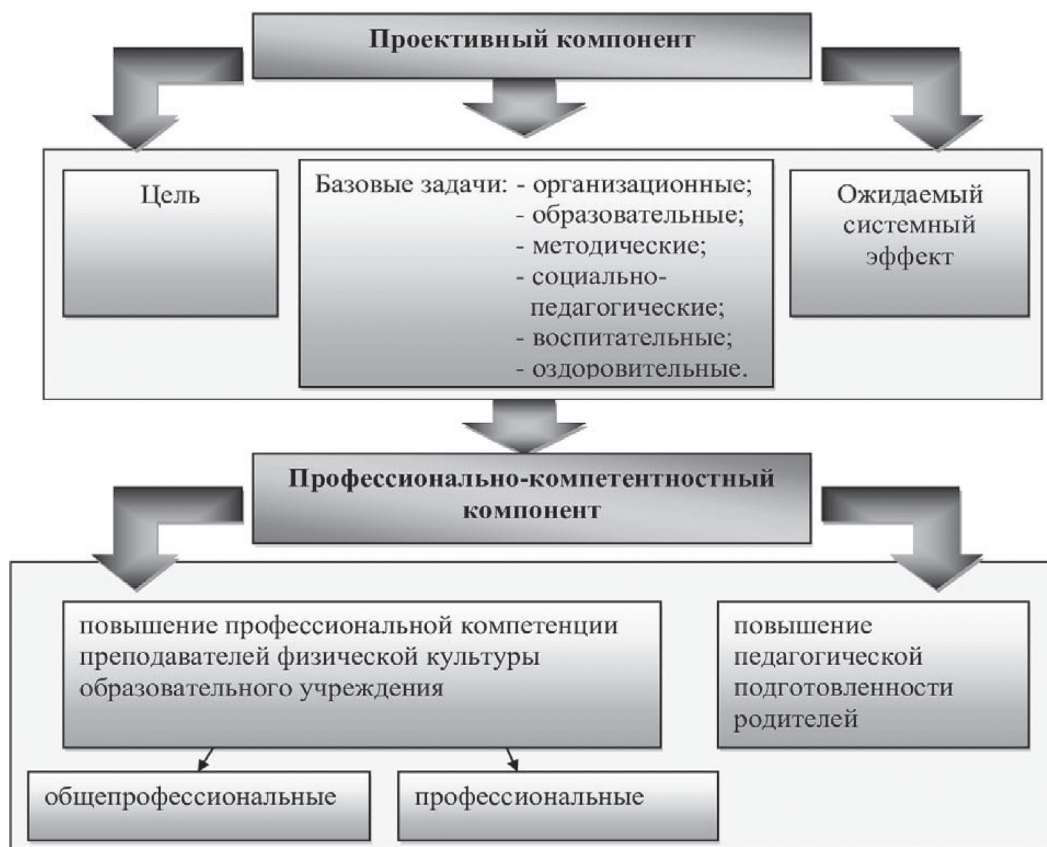 Проективный компонент
Цель
Базовые задачи: - организационные;
- образовательные;
- методические;
- социально-
педагогические;
- воспитательные;
- оздоровительные.
Ожидаемый
системный
эффект
Профессионально-компетентностный
компонент
повышение профессиональной компетенции
преподавателей физической культуры
образовательного учреждения
повышение
педагогической
подготовленности
родителей
общепрофессиональные
профессиональные